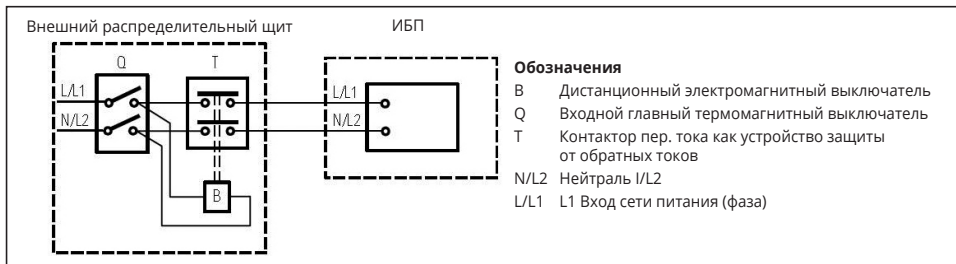 Внешний распределительный щит
ИБП
Q
T
L/L1
N/L2
B
L/L1
N/L2
Обозначения
B Дистанционный электромагнитный выключатель
Q Входной главный термомагнитный выключатель
T Контактор пер. тока как устройство защиты
от обратных токов
N/L2 Нейтраль I/L2
L/L1 L1 Вход сети питания (фаза)